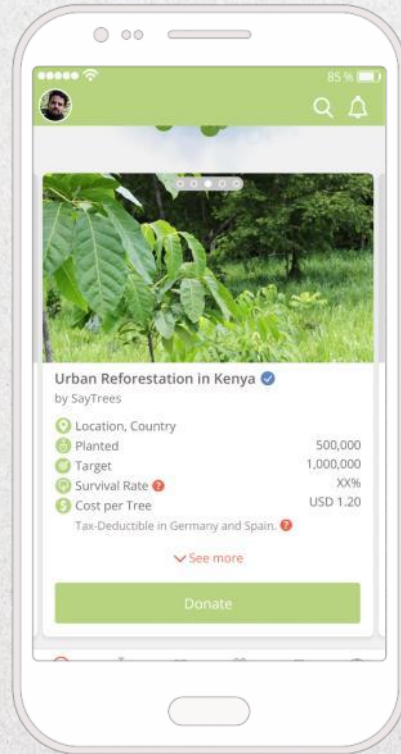 85 %
Urban Reforestation in Kenya
by SayTrees
Location, Country
Planted 500,000
Target 1,000,000
Survival Rate ? XX%
Cost per Tree USD 1.20
Tax-Deductible in Germany and Spain. ?
See more
Donate